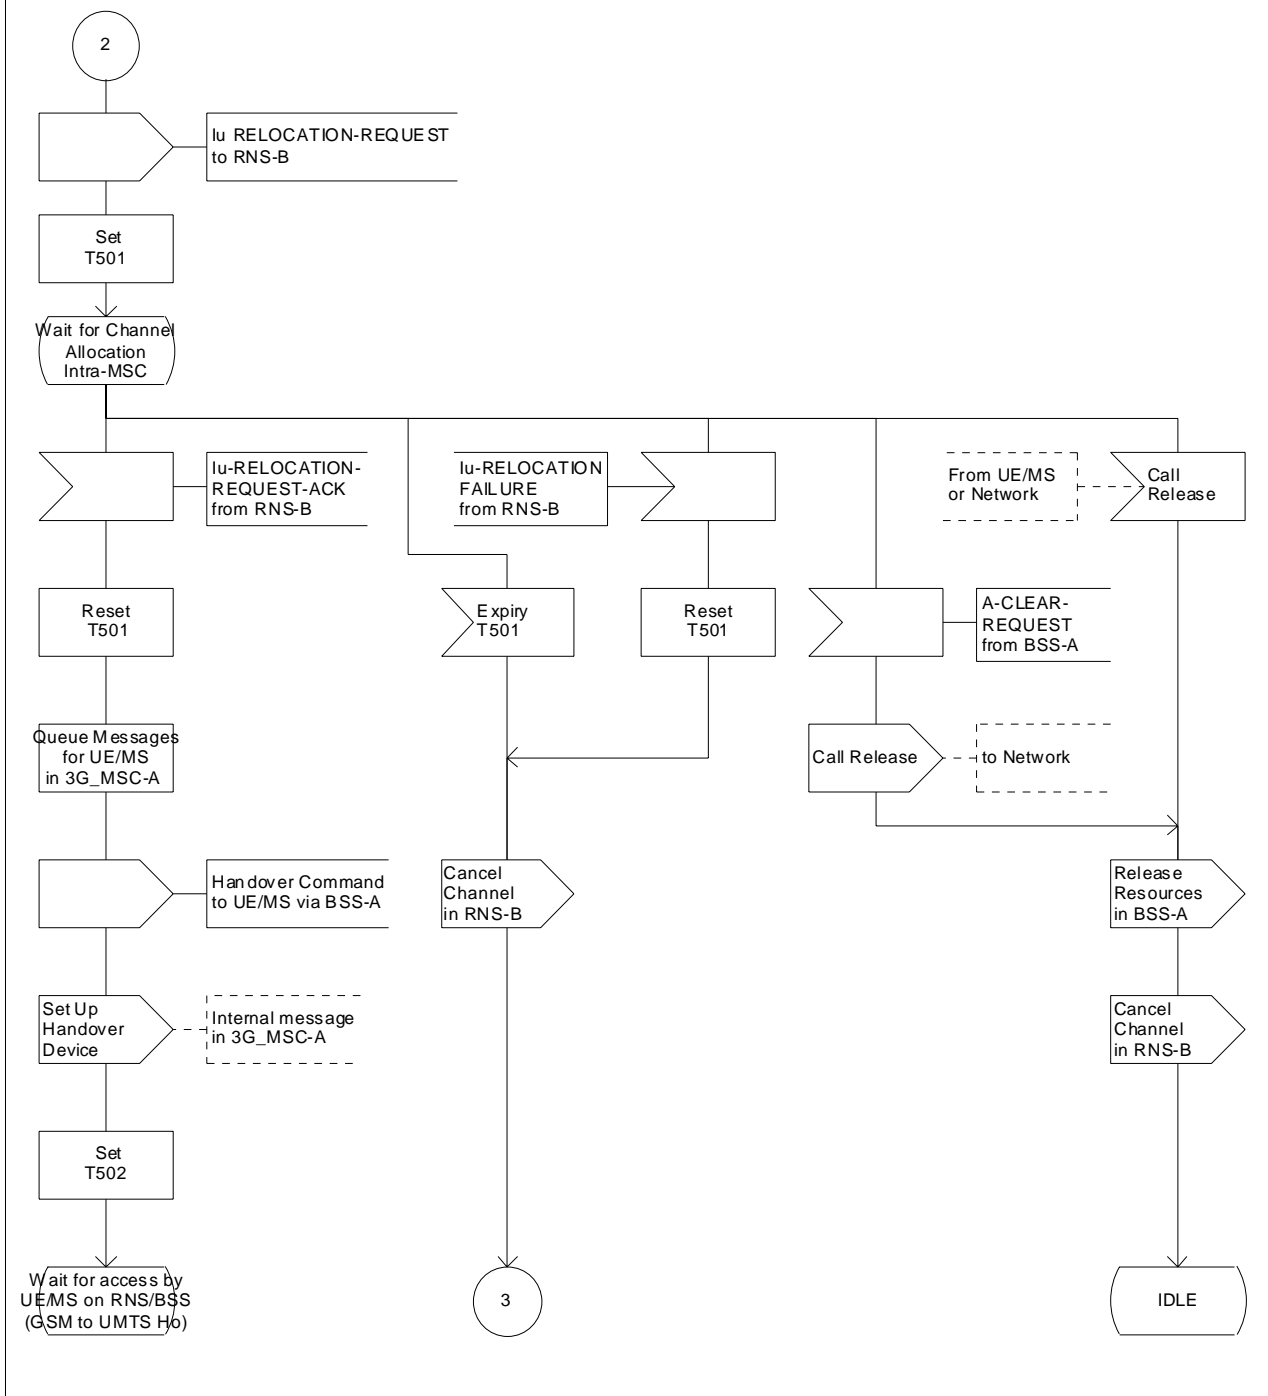 2
Iu RELOCATION-REQUEST
to RNS-B
Set
T501
Wait for Channel
Allocation
Intra-MSC
Iu-RELOCATION-
REQUEST-ACK
from RNS-B
Iu-RELOCATION
FAILURE
from RNS-B
From UE/MS
or Network
Call
Release
Reset
T501
Expiry
T501
Reset
T501
A-CLEAR-
REQUEST
from BSS-A
Queue Messages
for UE/MS
in 3G_MSC-A
Call Release
to Network
Handover Command
to UE/MS via BSS-A
Cancel
Channel
in RNS-B
Release
Resources
in BSS-A
Set Up
Handover
Device
Internal message
in 3G_MSC-A
Cancel
Channel
in RNS-B
Set
T502
Wait for access by
UE/MS on RNS/BSS
(GSM to UMTS Ho)
3
IDLE